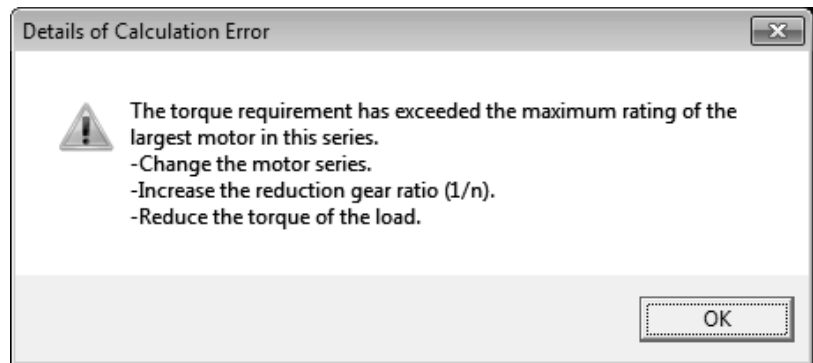 Details of Calculation Error
The torque requirement has exceeded the maximum rating of the
largest motor in this series.
-Change the motor series.
-Increase the reduction gear ratio (1/n).
-Reduce the torque of the load.
OK